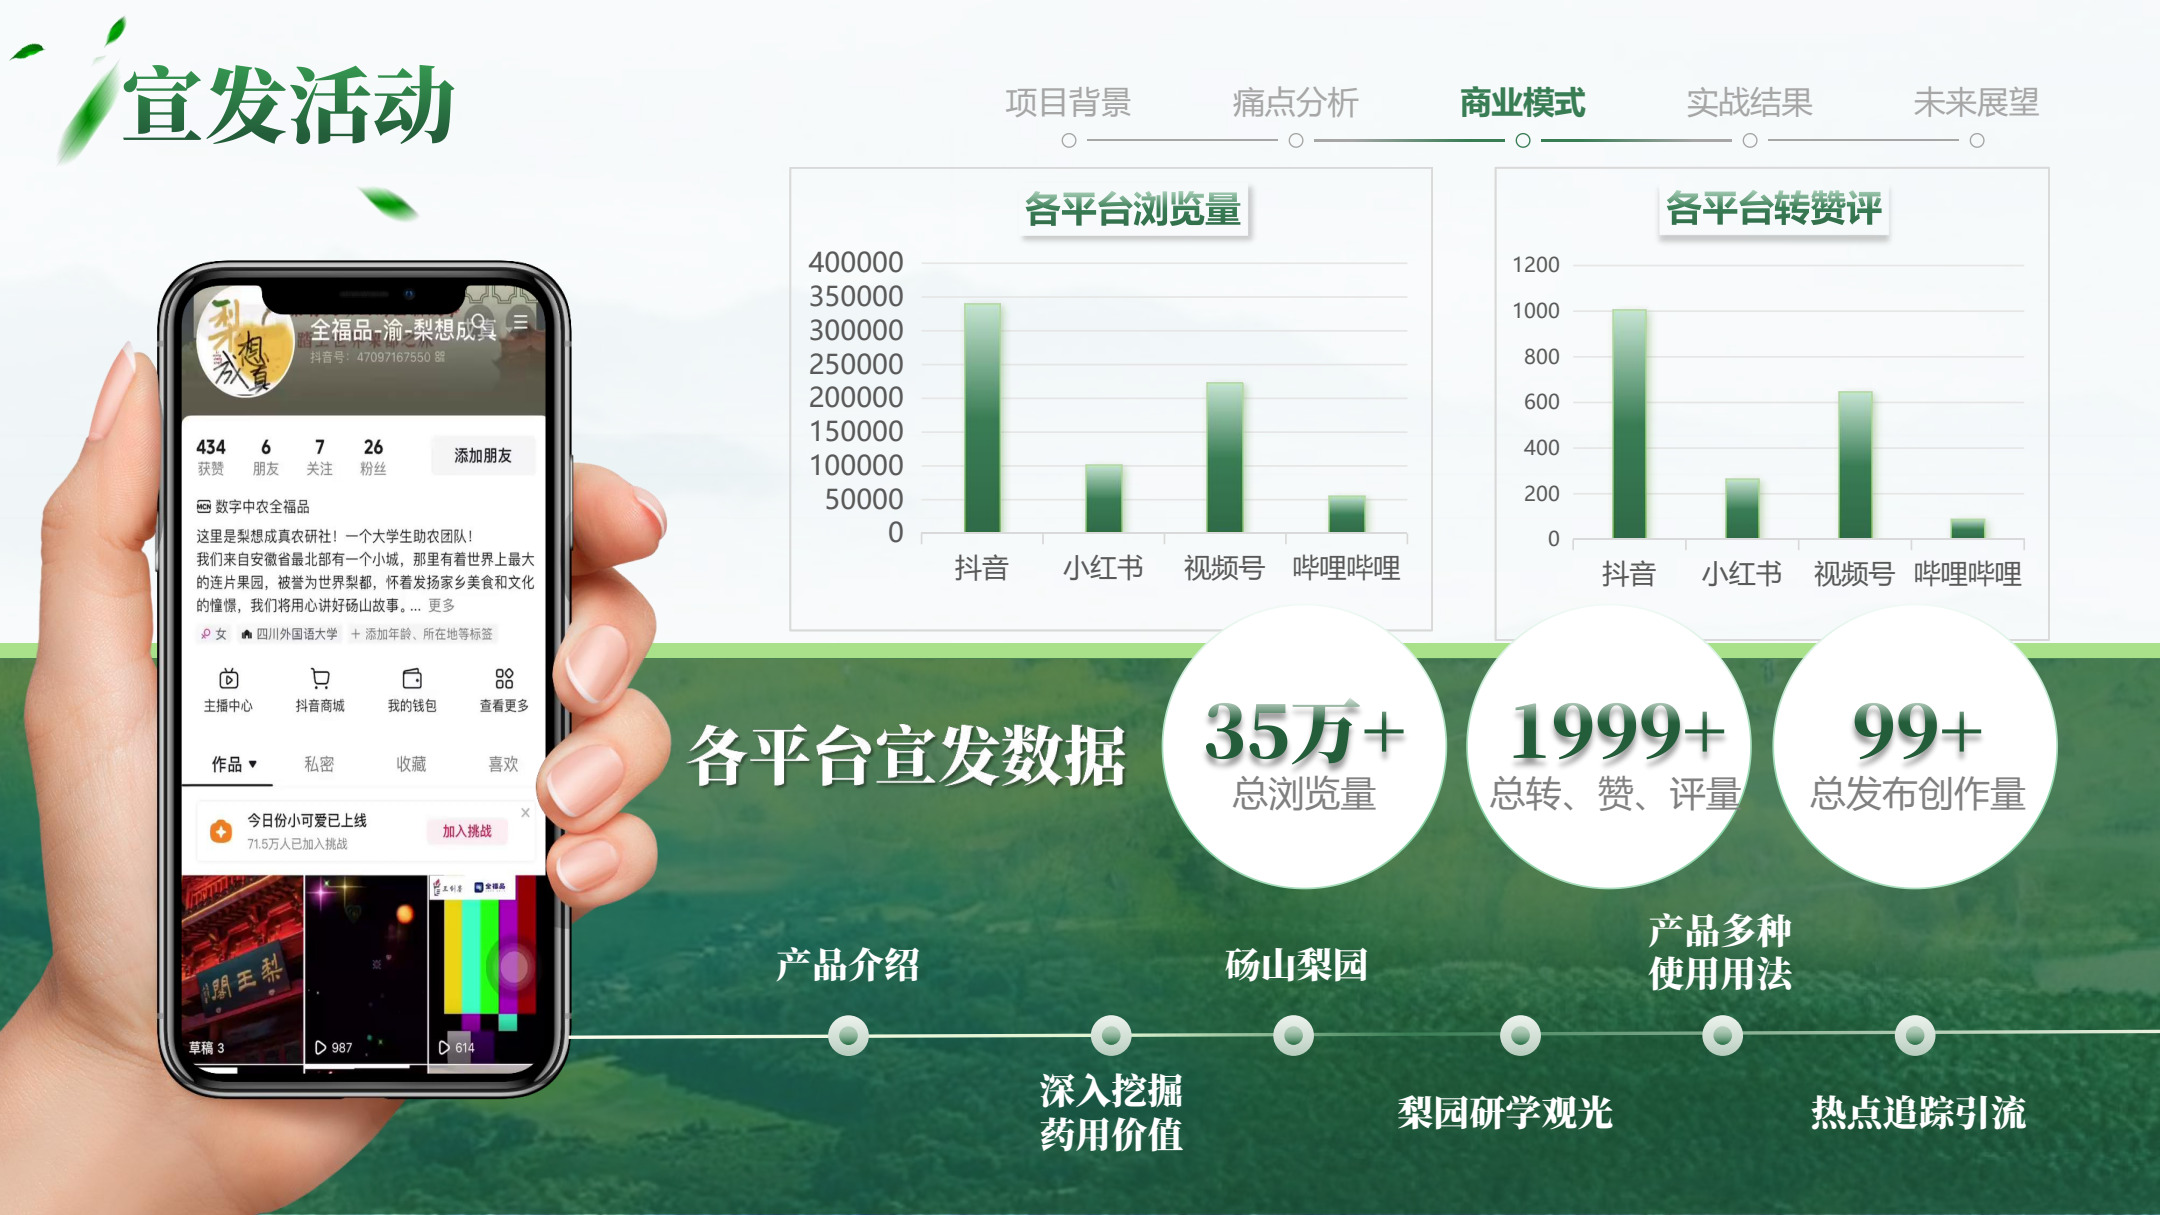 宣发活动
项目背景
痛点分析
商业模式
实战结果
未来展望
各平台浏览量
400000
350000
300000
250000
200000
150000
100000
50000
0
抖音
小红书
视频号
哔哩哔哩
各平台转赞评
1200
1000
800
600
400
200
0
抖音
小红书
视频号
哔哩哔哩
梨
想
成
真
全福品-渝-梨想成真
抖音号：47097167550
434
获赞
6
朋友
7
关注
26
粉丝
添加朋友
MCN 数字中农全福品
这里是梨想成真农研社！一个大学生助农团队！
我们来自安徽省最北部有一个小城，那里有着世界上最大
的连片果园，被誉为世界梨都，怀着发扬家乡美食和文化
的憧憬，我们将用心讲好砀山故事。... 更多
女
四川外国语大学
+ 添加年龄、所在地等标签
主播中心
抖音商城
我的钱包
查看更多
作品
私密
收藏
喜欢
今日份小可爱已上线
71.5万人已加入挑战
加入挑战
閣王梨
全福品
草稿 3
987
614
各平台宣发数据
35万+
总浏览量
1999+
总转、赞、评量
99+
总发布创作量
产品介绍
深入挖掘
药用价值
砀山梨园
梨园研学观光
产品多种
使用用法
热点追踪引流